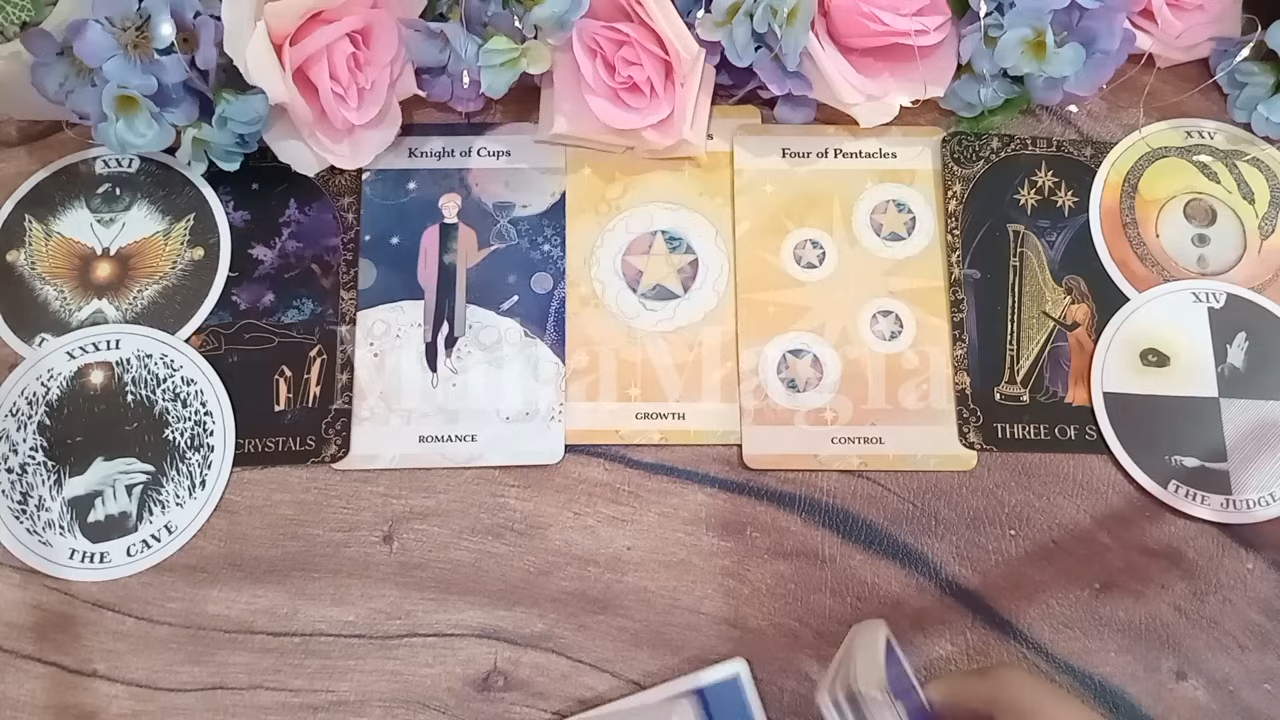 XXI
XXXII
THE CAVE
CRYSTALS
Knight of Cups
ROMANCE
GROWTH
Four of Pentacles
CONTROL
III
THREE OF S
XXV
XIV
THE JUDGE